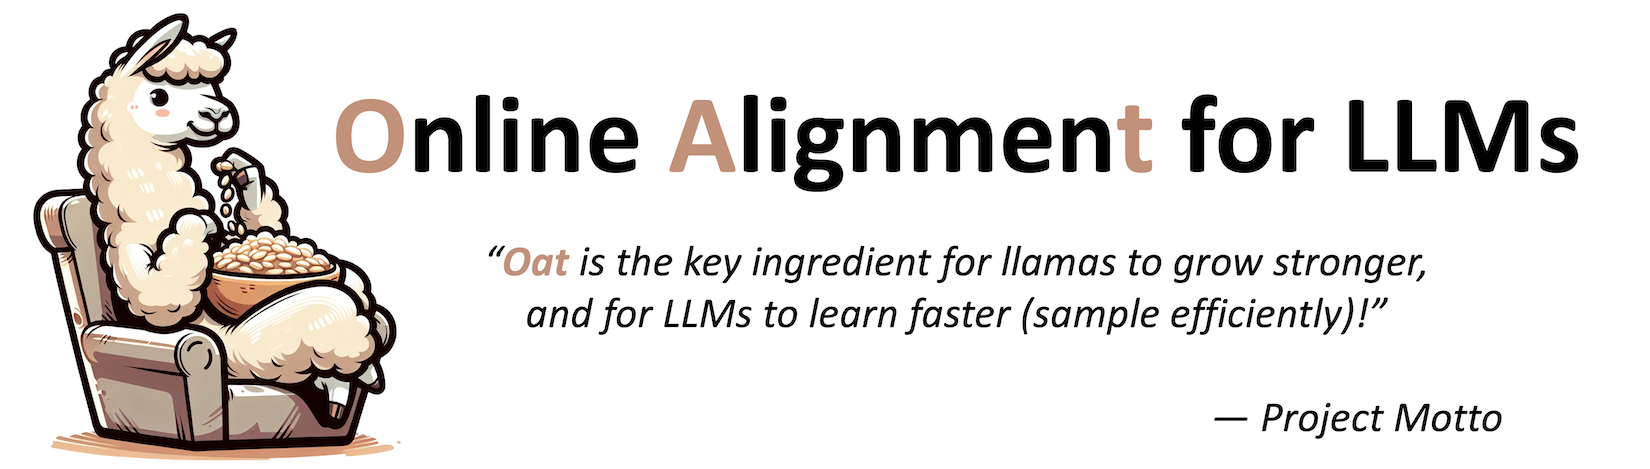 Online Alignment for LLMs
“Oat is the key ingredient for llamas to grow stronger,
and for LLMs to learn faster (sample efficiently)!”
— Project Motto